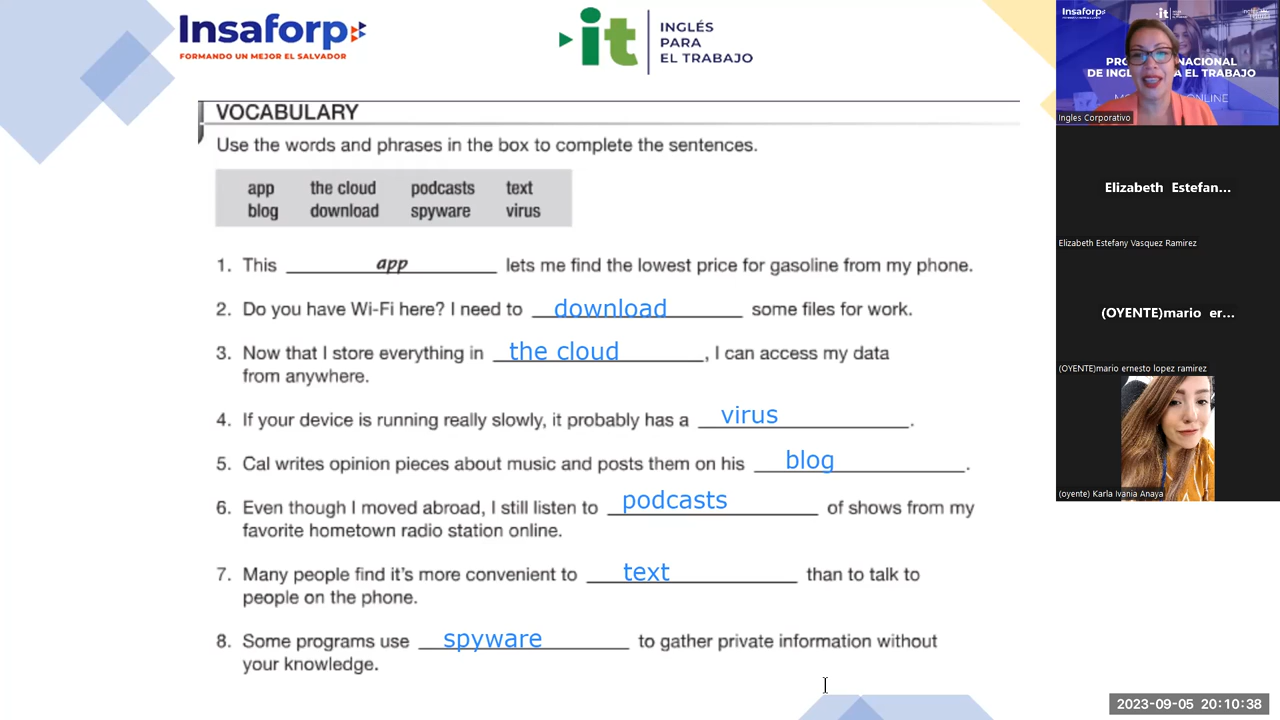 Insaforp
FORMANDO UN MEJOR EL SALVADOR
it
INGLÉS
PARA
EL TRABAJO
VOCABULARY
Use the words and phrases in the box to complete the sentences.
app the cloud podcasts text
blog download spyware virus
1. This app lets me find the lowest price for gasoline from my phone.
2. Do you have Wi-Fi here? I need to download some files for work.
3. Now that I store everything in the cloud, I can access my data
from anywhere.
4. If your device is running really slowly, it probably has a virus.
5. Cal writes opinion pieces about music and posts them on his blog.
6. Even though I moved abroad, I still listen to podcasts of shows from my
favorite hometown radio station online.
7. Many people find it's more convenient to text than to talk to
people on the phone.
8. Some programs use spyware to gather private information without
your knowledge.
Insaforp
it
Ingles Corporativo
Elizabeth Estefan...
Elizabeth Estefany Vasquez Ramirez
(OYENTE)mario er...
(OYENTE)mario ernesto lopez ramirez
(oyente) Karla Ivania Anaya
2023-09-05 20:10:38